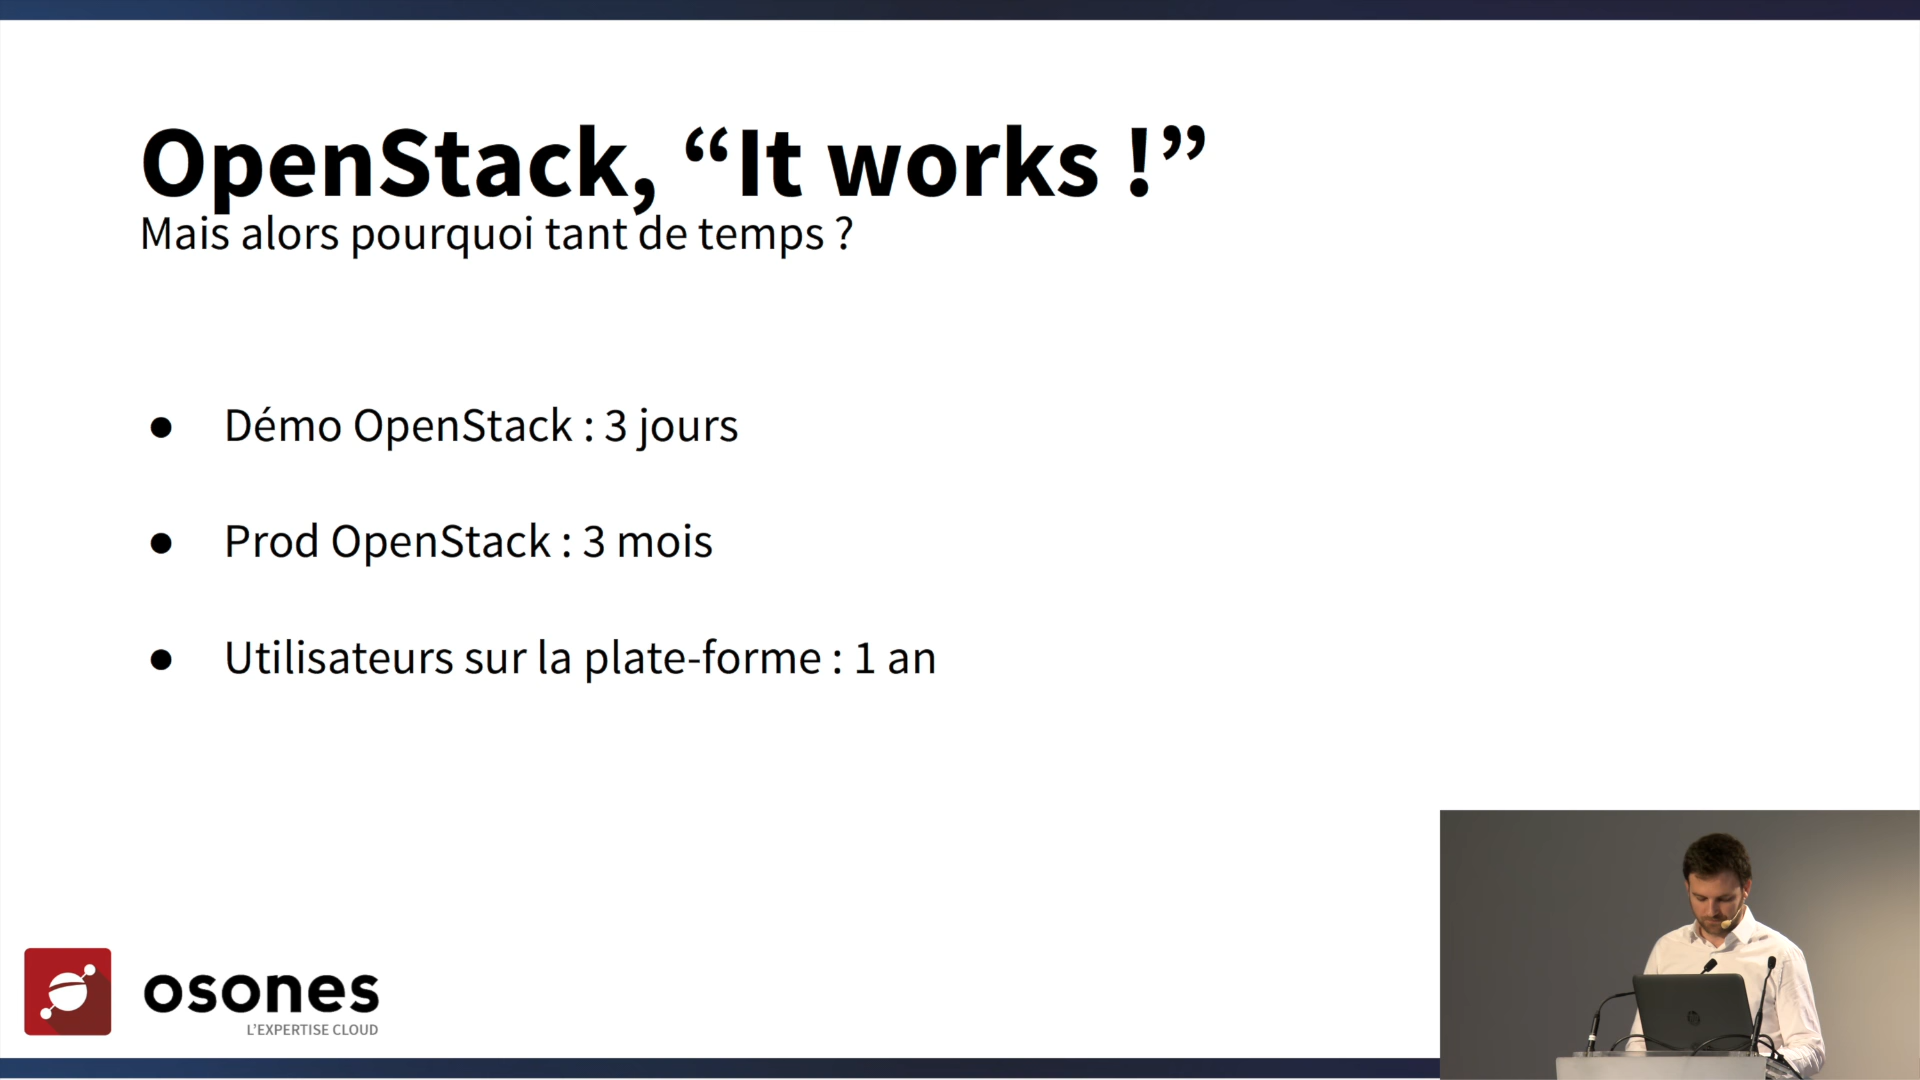 OpenStack, “It works !”
Mais alors pourquoi tant de temps ?
● Démo OpenStack : 3 jours
● Prod OpenStack : 3 mois
● Utilisateurs sur la plate-forme : 1 an
osones
L'EXPERTISE CLOUD